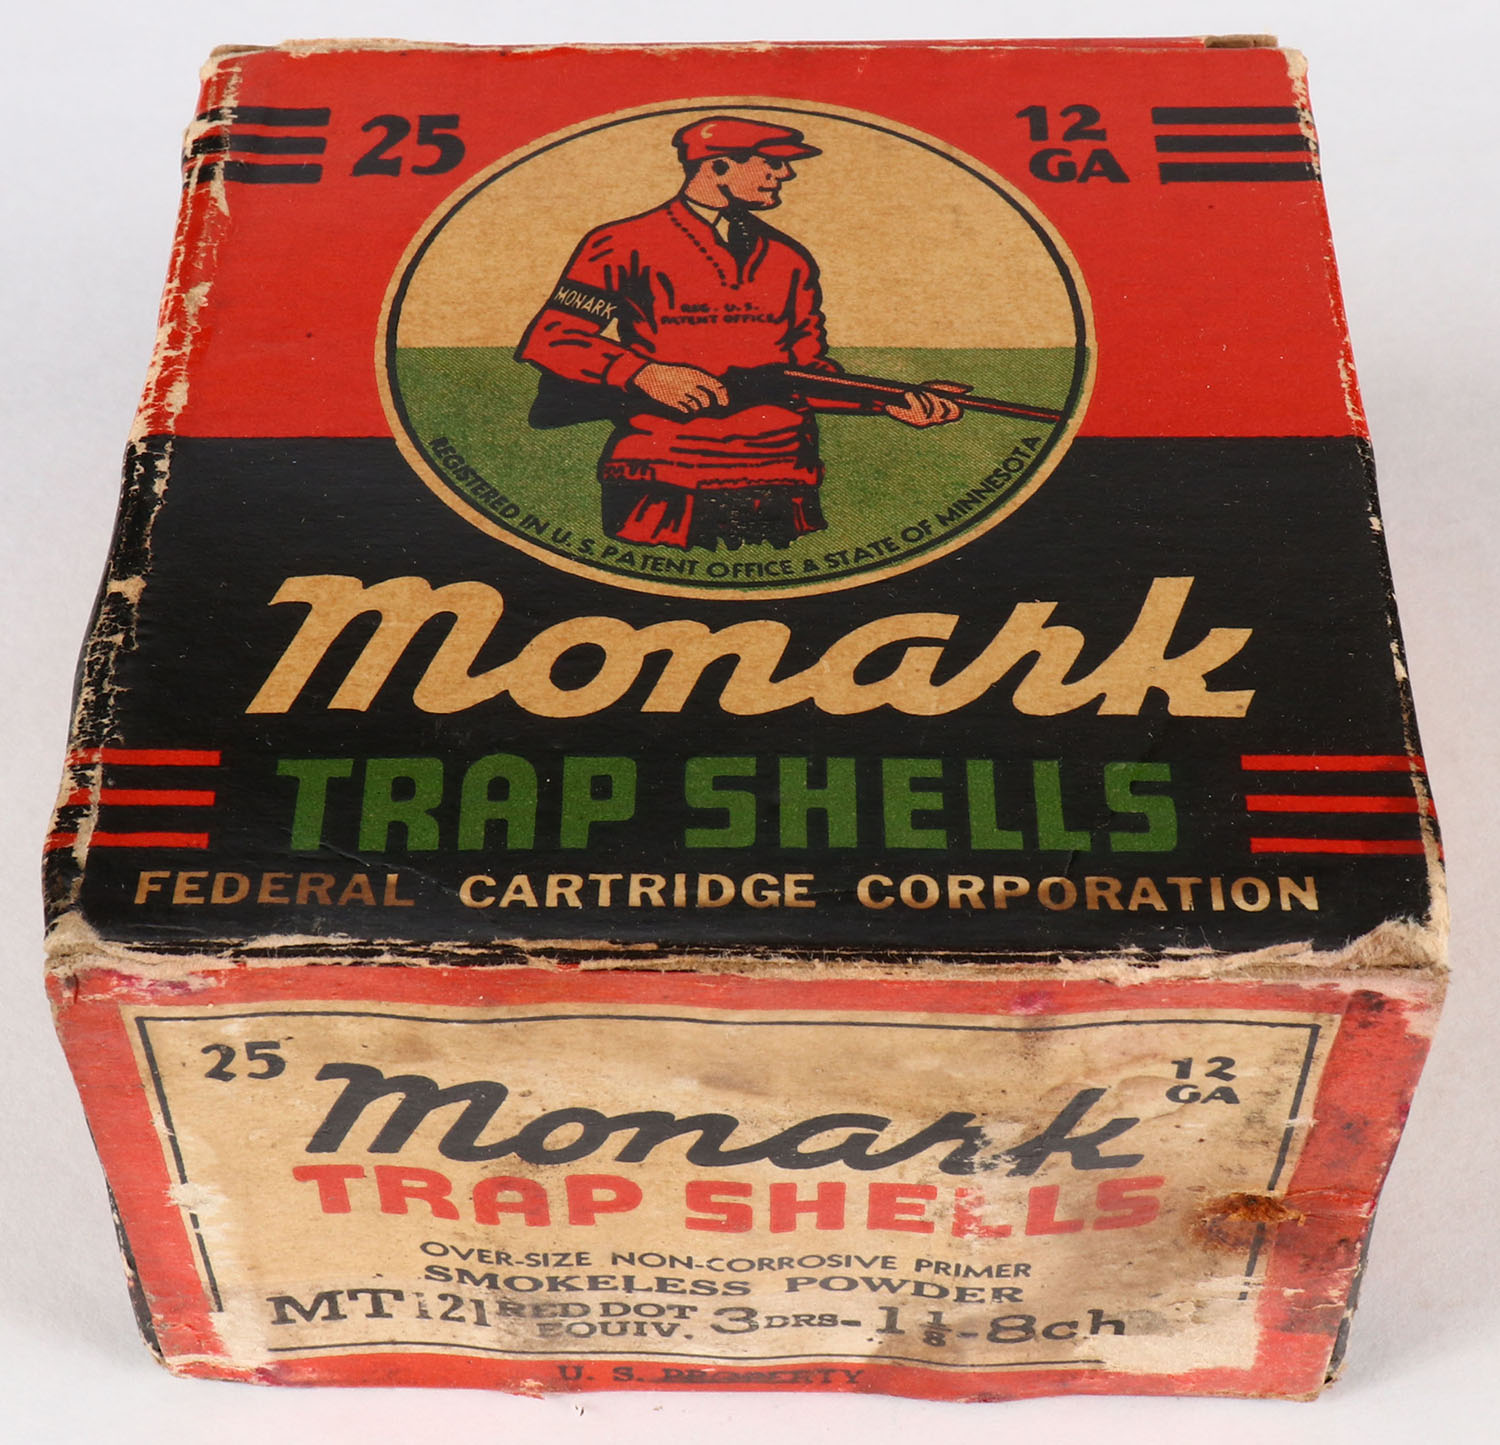 25
12
GA
MONARK
REG. U.S.
PATENT OFFICE
REGISTERED IN U.S. PATENT OFFICE & STATE OF MINNESOTA
Monark
TRAP SHELLS
FEDERAL CARTRIDGE CORPORATION
25
12
GA
Monark
TRAP SHELLS
OVER-SIZE NON-CORROSIVE PRIMER
SMOKELESS POWDER
MT121 RED DOT EQUIV. 3 DRS-1 1/8-8ch
U. S. PROPERTY